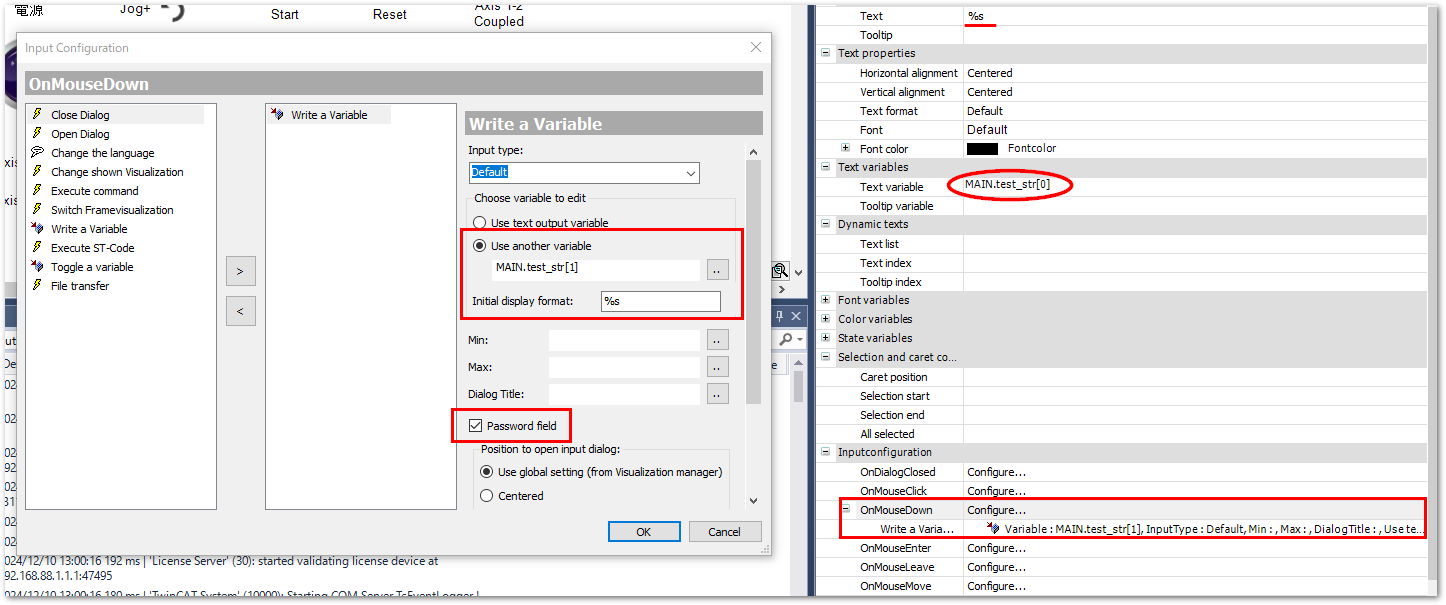 電源
Jog+
Start
Reset
Axis 1-2
Coupled
Input Configuration
OnMouseDown
Close Dialog
Open Dialog
Change the language
Change shown Visualization
Execute command
Switch Framevisualization
Write a Variable
Execute ST-Code
Toggle a variable
File transfer
>
<
Write a Variable
Write a Variable
Input type:
Default
Choose variable to edit
Use text output variable
Use another variable
MAIN.test_str[1]
..
Initial display format:
%s
Min:
..
Max:
..
Dialog Title:
..
Password field
Position to open input dialog:
Use global setting (from Visualization manager)
Centered
OK
Cancel
024/12/10 13:00:16 192 ms | 'License Server' (30): started validating license device at
92.168.88.1.1.1:47495
024/12/10 13:00:16 180 ms | 'TwinCAT System' (10000): Starting COM Server TcEventLogger !
Text %s
Tooltip
Text properties
Horizontal alignment Centered
Vertical alignment Centered
Text format Default
Font Default
Font color Fontcolor
Text variables
Text variable MAIN.test_str[0]
Tooltip variable
Dynamic texts
Text list
Text index
Tooltip index
Font variables
Color variables
State variables
Selection and caret co...
Caret position
Selection start
Selection end
All selected
Inputconfiguration
OnDialogClosed Configure...
OnMouseClick Configure...
OnMouseDown Configure...
Write a Varia... Variable : MAIN.test_str[1], InputType : Default, Min : , Max : , DialogTitle : , Use te...
OnMouseEnter Configure...
OnMouseLeave Configure...
OnMouseMove Configure...